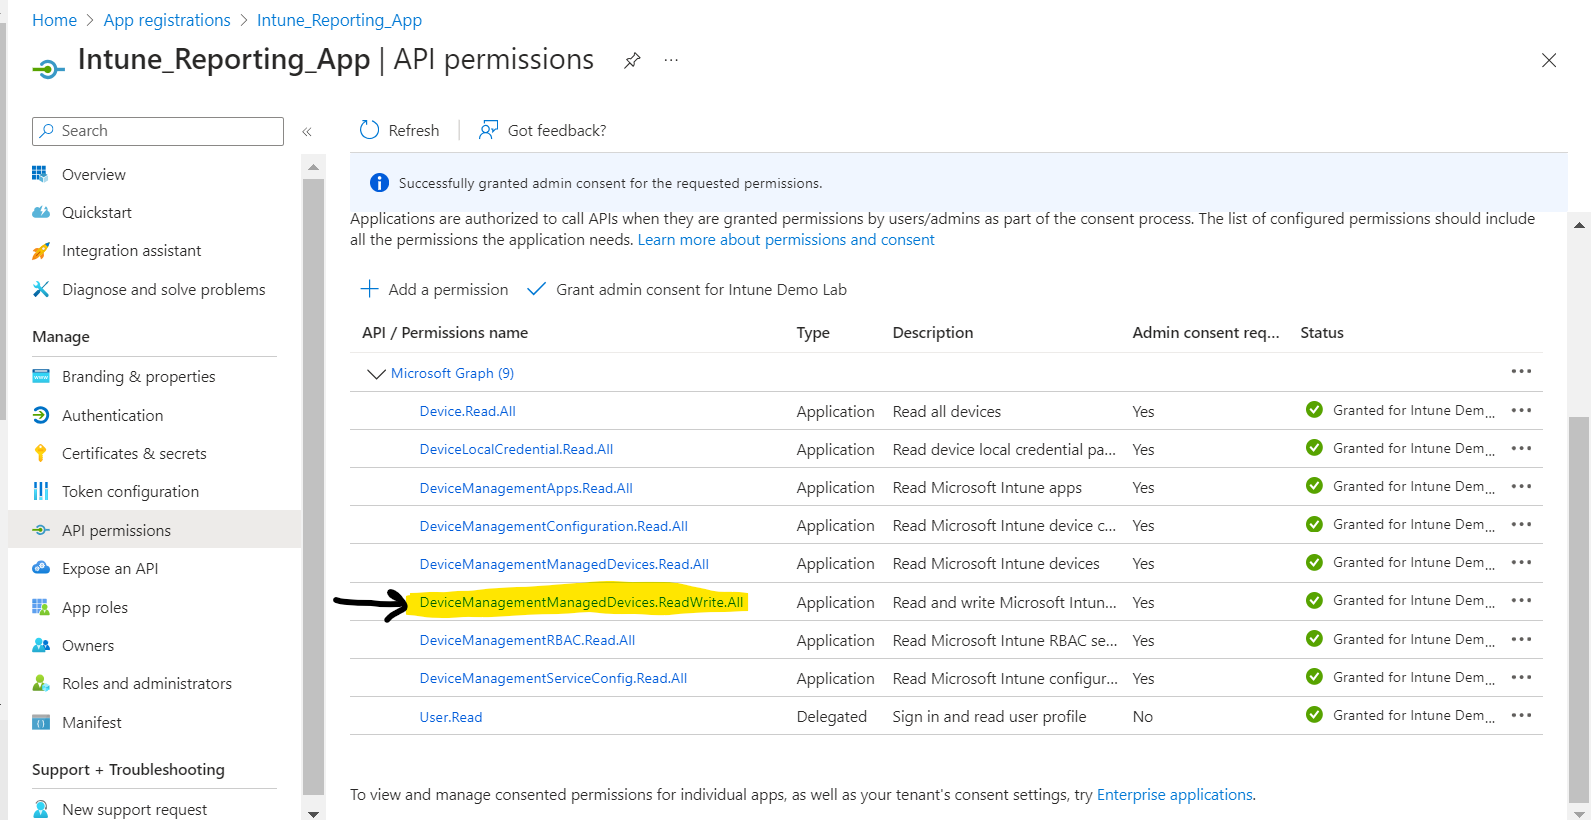 Home > App registrations > Intune_Reporting_App
Intune_Reporting_App | API permissions ...
Search «
Overview
Quickstart
Integration assistant
Diagnose and solve problems
Manage
Branding & properties
Authentication
Certificates & secrets
Token configuration
API permissions
Expose an API
App roles
Owners
Roles and administrators
Manifest
Support + Troubleshooting
New support request
Refresh | Got feedback?
Successfully granted admin consent for the requested permissions.
Applications are authorized to call APIs when they are granted permissions by users/admins as part of the consent process. The list of configured permissions should include
all the permissions the application needs. Learn more about permissions and consent
Add a permission Grant admin consent for Intune Demo Lab
API / Permissions name Type Description Admin consent req... Status
Microsoft Graph (9) ...
Device.Read.All Application Read all devices Yes Granted for Intune Dem... ...
DeviceLocalCredential.Read.All Application Read device local credential pa... Yes Granted for Intune Dem... ...
DeviceManagementApps.Read.All Application Read Microsoft Intune apps Yes Granted for Intune Dem... ...
DeviceManagementConfiguration.Read.All Application Read Microsoft Intune device c... Yes Granted for Intune Dem... ...
DeviceManagementManagedDevices.Read.All Application Read Microsoft Intune devices Yes Granted for Intune Dem... ...
DeviceManagementManagedDevices.ReadWrite.All Application Read and write Microsoft Intun... Yes Granted for Intune Dem... ...
DeviceManagementRBAC.Read.All Application Read Microsoft Intune RBAC se... Yes Granted for Intune Dem... ...
DeviceManagementServiceConfig.Read.All Application Read Microsoft Intune configur... Yes Granted for Intune Dem... ...
User.Read Delegated Sign in and read user profile No Granted for Intune Dem... ...
To view and manage consented permissions for individual apps, as well as your tenant's consent settings, try Enterprise applications.